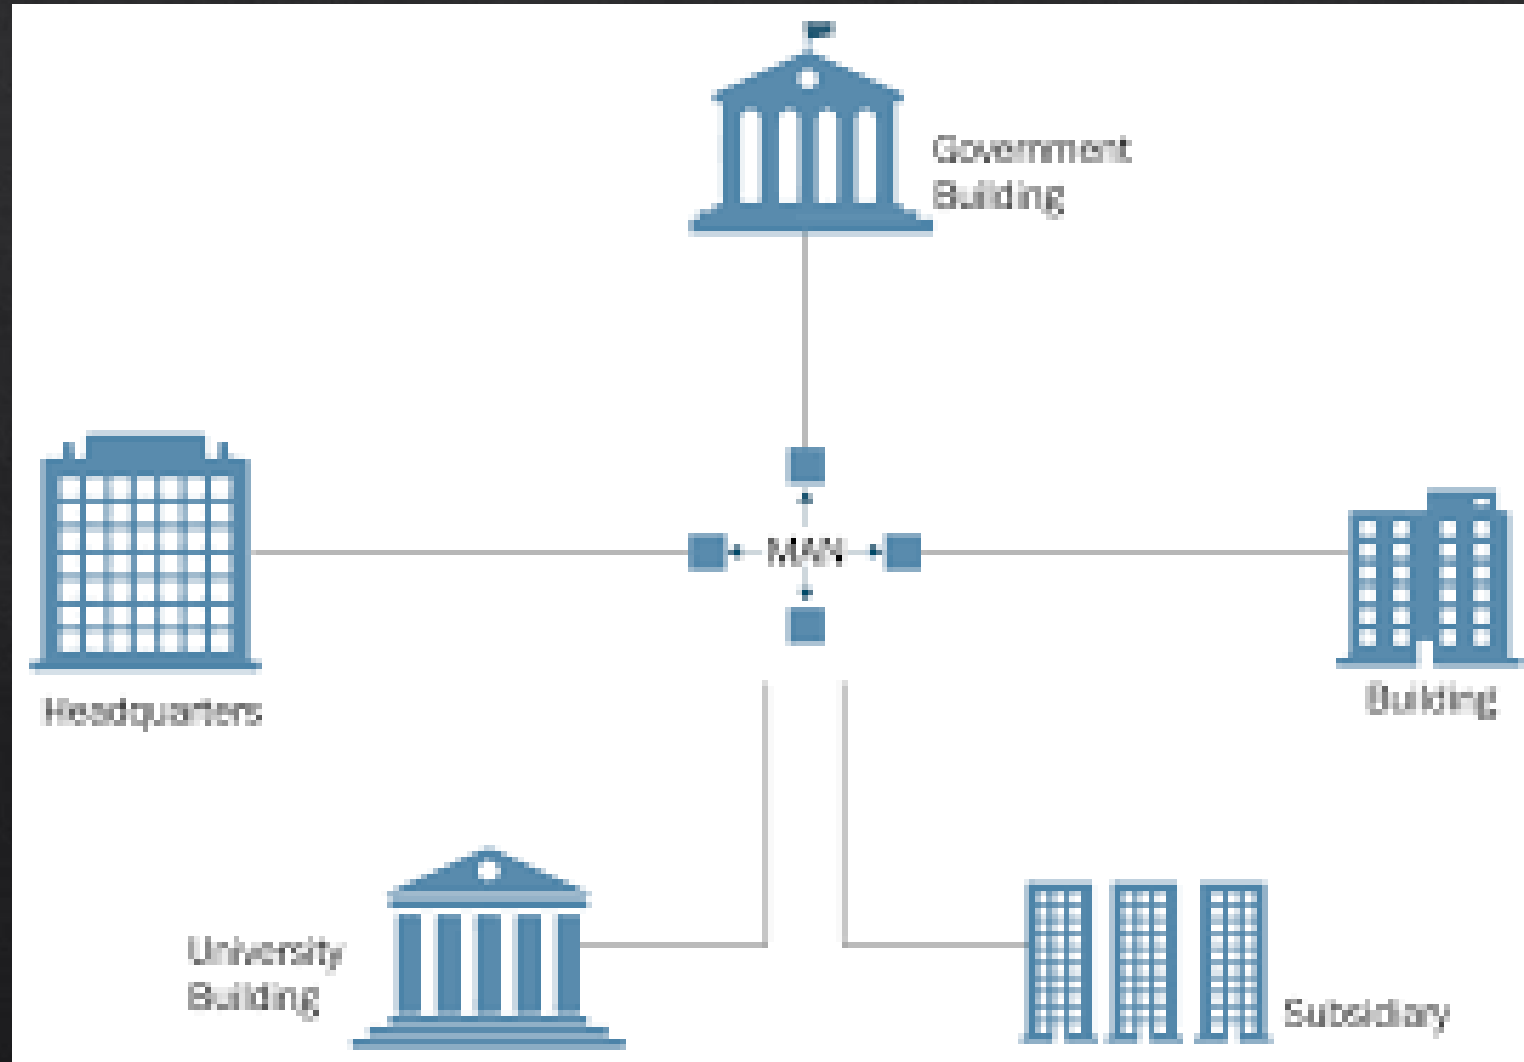 Government
Building
MAN
Headquarters
Building
University
Building
Subsidiary